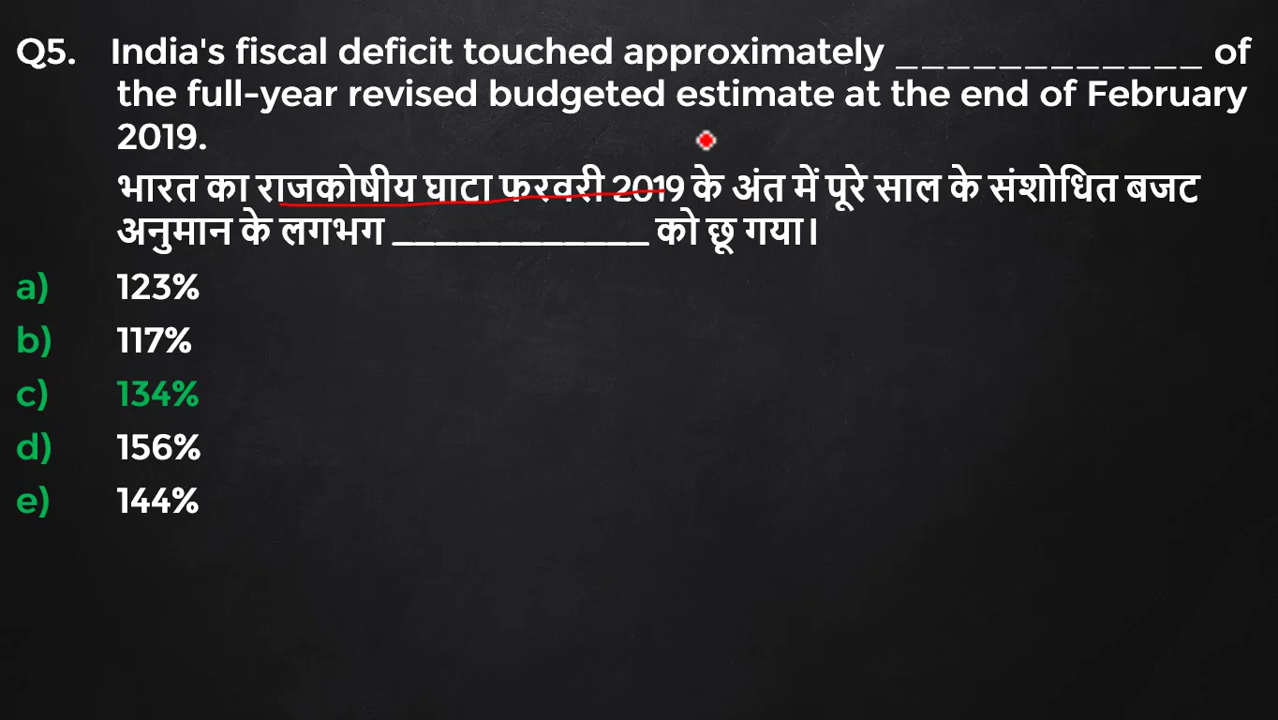 Q5. India's fiscal deficit touched approximately ____________ of
the full-year revised budgeted estimate at the end of February
2019.
भारत का राजकोषीय घाटा फरवरी 2019 के अंत में पूरे साल के संशोधित बजट
अनुमान के लगभग ____________ को छू गया।
a) 123%
b) 117%
c) 134%
d) 156%
e) 144%